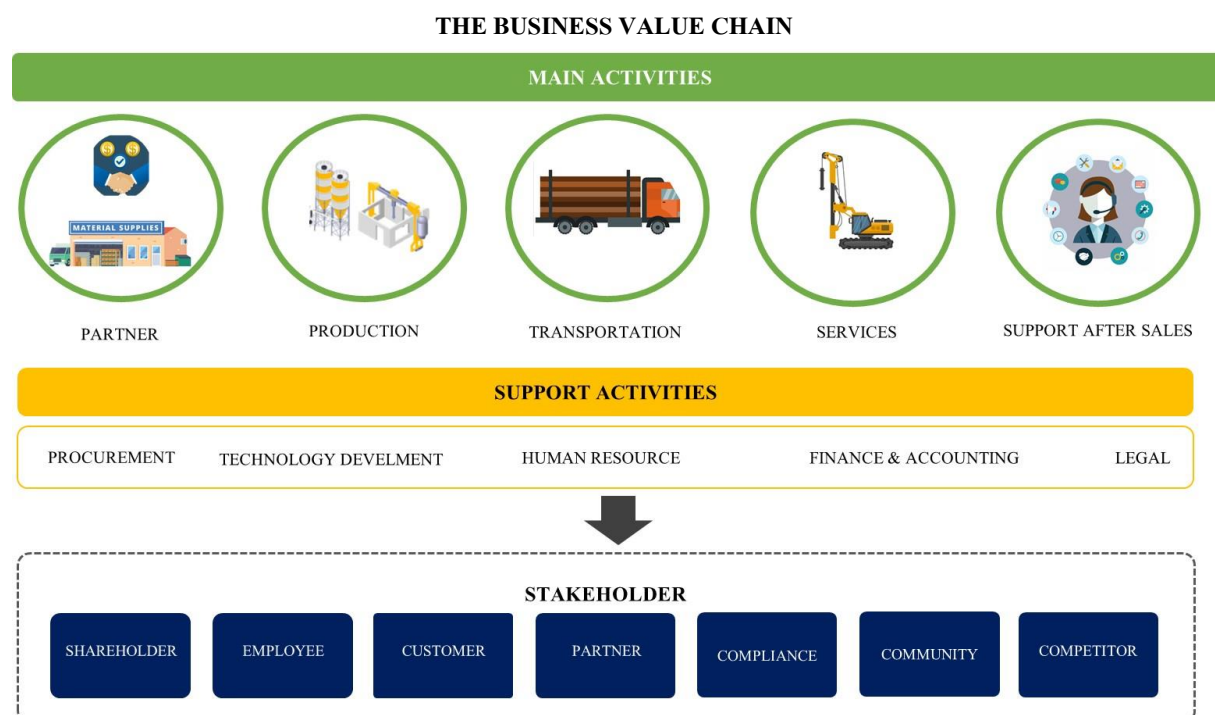 THE BUSINESS VALUE CHAIN
MAIN ACTIVITIES
MATERIAL SUPPLIES
PARTNER
PRODUCTION
TRANSPORTATION
SERVICES
SUPPORT AFTER SALES
SUPPORT ACTIVITIES
PROCUREMENT
TECHNOLOGY DEVELMENT
HUMAN RESOURCE
FINANCE & ACCOUNTING
LEGAL
STAKEHOLDER
SHAREHOLDER
EMPLOYEE
CUSTOMER
PARTNER
COMPLIANCE
COMMUNITY
COMPETITOR